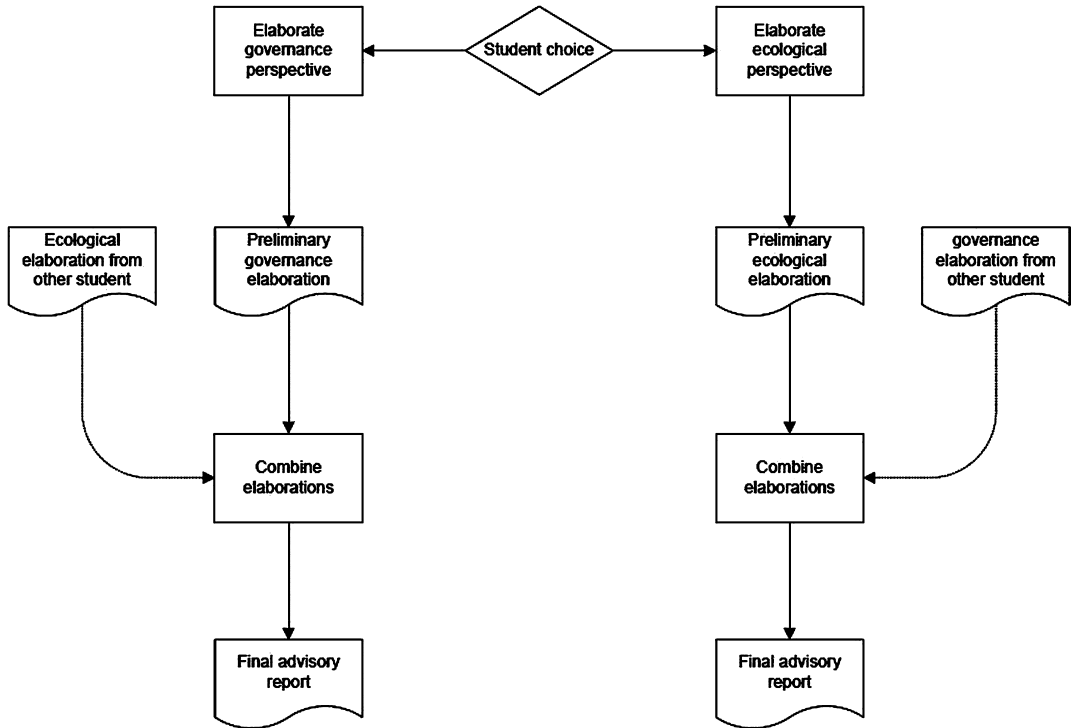 Elaborate
governance
perspective
Student choice
Elaborate
ecological
perspective
Ecological
elaboration from
other student
Preliminary
governance
elaboration
Preliminary
ecological
elaboration
governance
elaboration from
other student
Combine
elaborations
Combine
elaborations
Final advisory
report
Final advisory
report